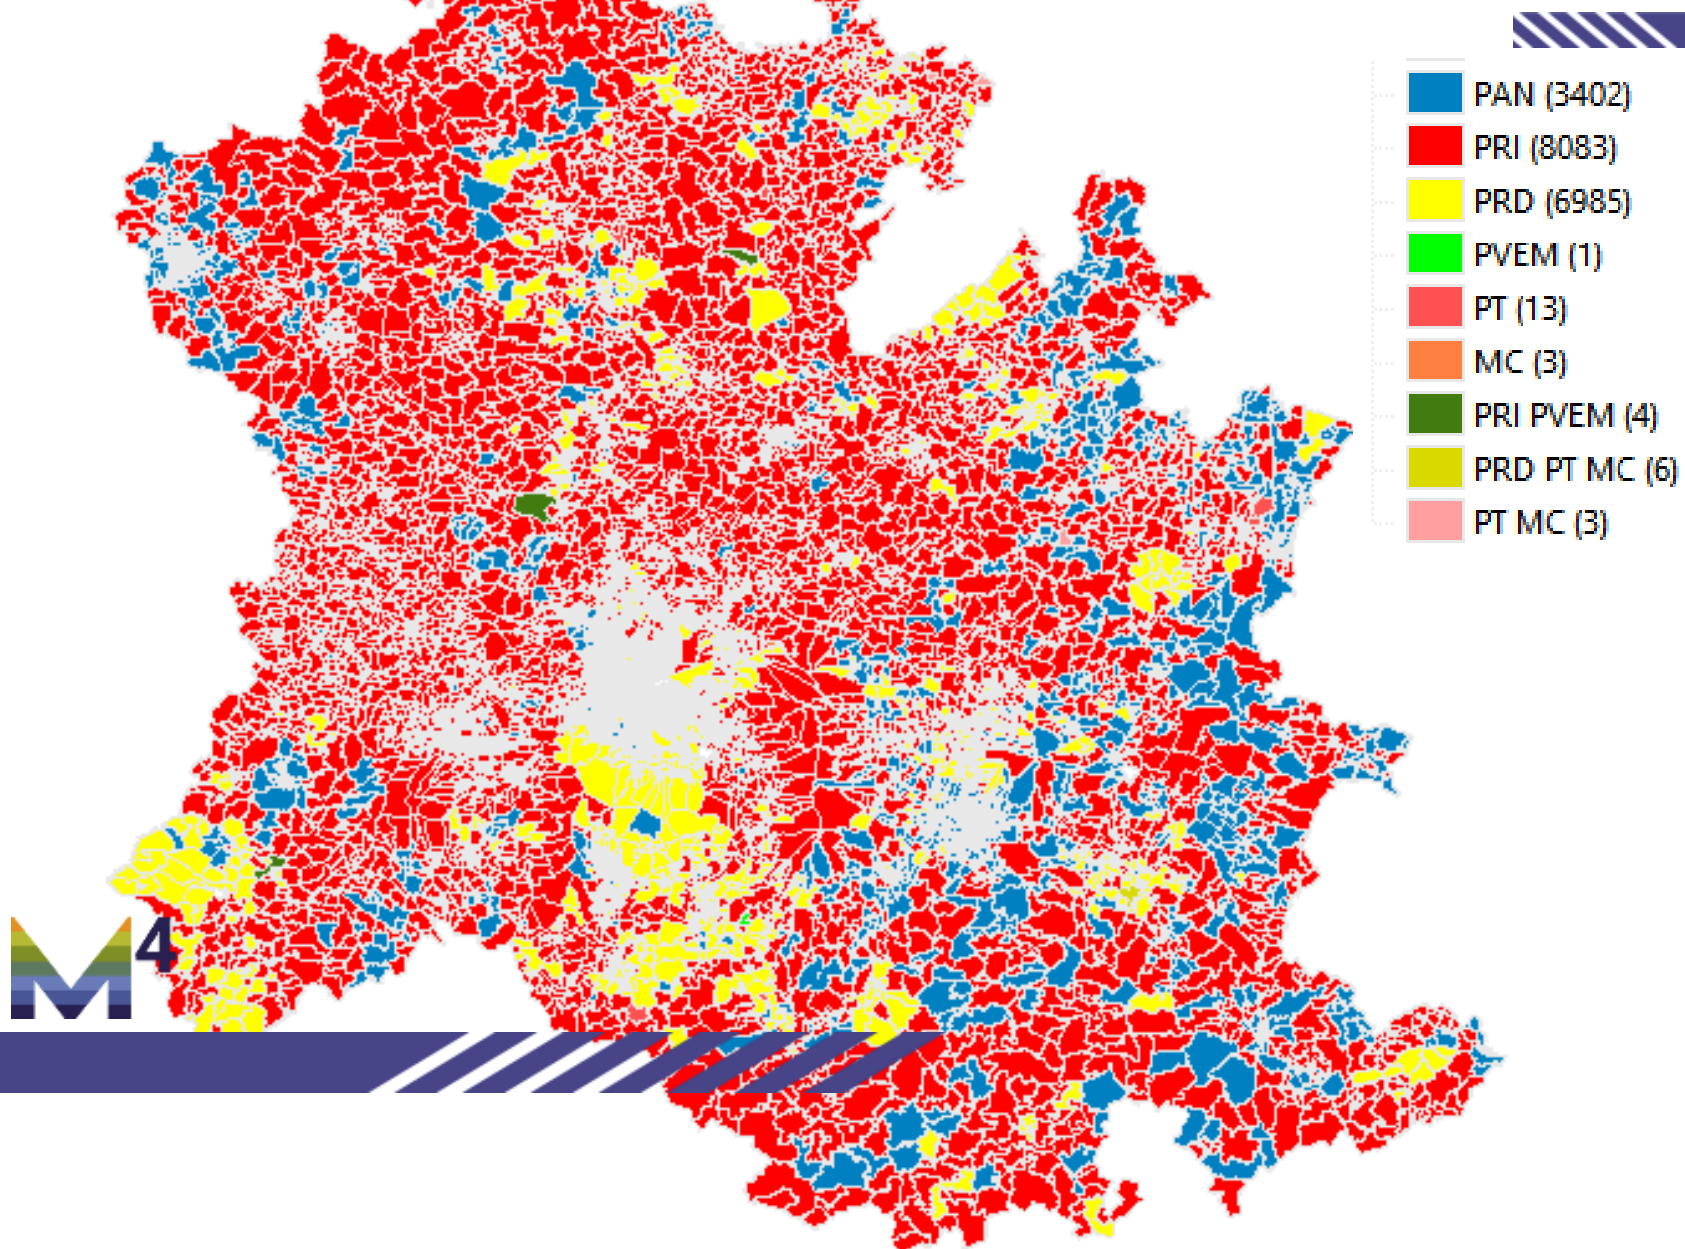 PAN (3402)
PRI (8083)
PRD (6985)
PVEM (1)
PT (13)
MC (3)
PRI PVEM (4)
PRD PT MC (6)
PT MC (3)
M4